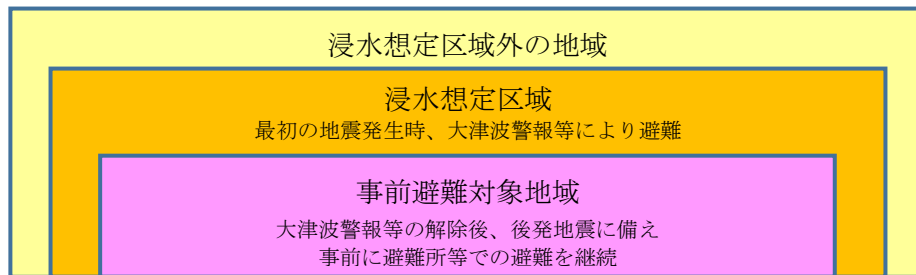 浸水想定区域外の地域
浸水想定区域
最初の地震発生時、大津波警報等により避難
事前避難対象地域
大津波警報等の解除後、後発地震に備え
事前に避難所等での避難を継続